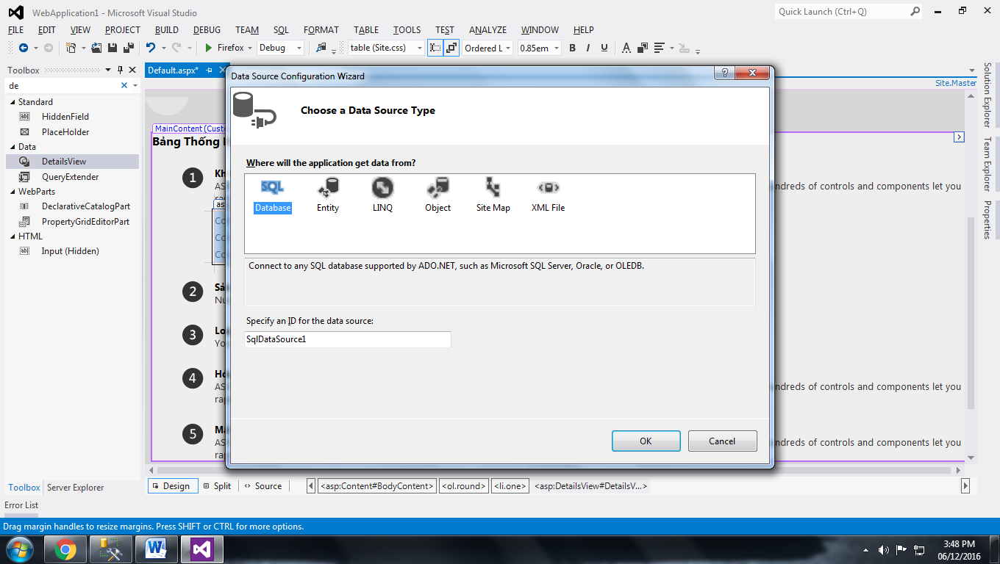 WebApplication1 - Microsoft Visual Studio
Quick Launch (Ctrl+Q)
FILE EDIT VIEW PROJECT BUILD DEBUG TEAM SQL FORMAT TABLE TOOLS TEST ANALYZE WINDOW HELP
Firefox Debug table (Site.css) Ordered L 0.85em B I U A
Toolbox
Default.aspx*
de
Site.Master
Standard
HiddenField
PlaceHolder
Data
DetailsView
QueryExtender
WebParts
DeclarativeCatalogPart
PropertyGridEditorPart
HTML
Input (Hidden)
MainContent (Custo
Bảng Thống
1
AS
ndreds of controls and components let you
as
Co
Co
Co
2
Sả
Nu
3
Lo
Yo
4
AS
ndreds of controls and components let you
rap
5
AS
ndreds of controls and components let you
rap
Data Source Configuration Wizard
Choose a Data Source Type
Where will the application get data from?
SQL
Database
Entity
LINQ
Object
Site Map
XML File
Connect to any SQL database supported by ADO.NET, such as Microsoft SQL Server, Oracle, or OLEDB.
Specify an ID for the data source:
SqlDataSource1
OK
Cancel
Solution Explorer
Team Explorer
Properties
Toolbox Server Explorer
Design Split Source <asp:Content#BodyContent> <ol.round> <li.one> <asp:DetailsView#DetailsV...>
Error List
Drag margin handles to resize margins. Press SHIFT or CTRL for more options.
3:48 PM
06/12/2016